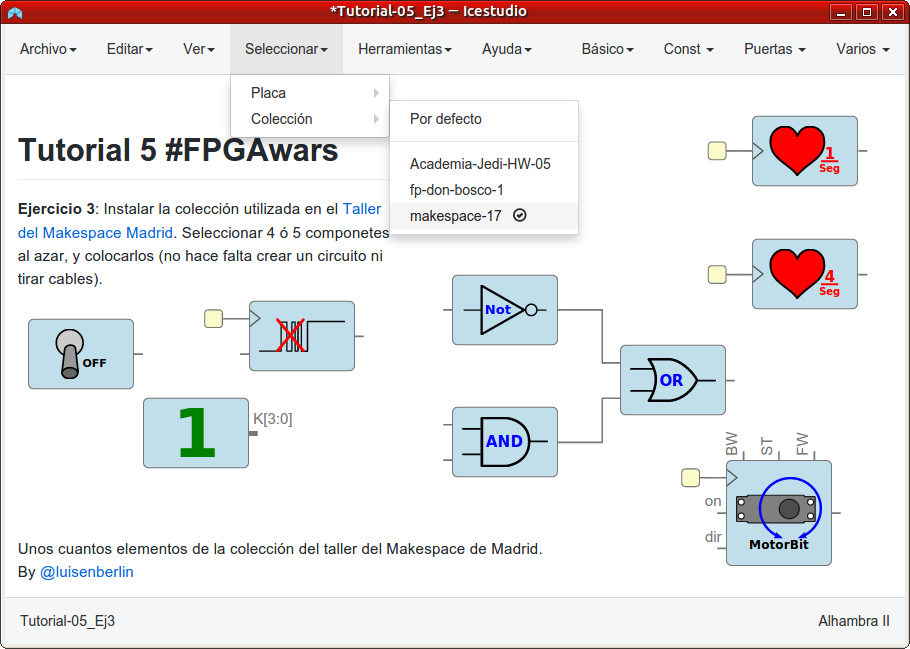 *Tutorial-05_Ej3 — Icestudio
Archivo Editar Ver Seleccionar Herramientas Ayuda Básico Const Puertas Varios
Placa
Colección
Por defecto
Academia-Jedi-HW-05
fp-don-bosco-1
makespace-17
Tutorial 5 #FPGAwars
Ejercicio 3: Instalar la colección utilizada en el Taller
del Makespace Madrid. Seleccionar 4 ó 5 componetes
al azar, y colocarlos (no hace falta crear un circuito ni
tirar cables).
1
Seg
4
Seg
OFF
Not
OR
1
K[3:0]
AND
BW
ST
FW
on
dir
MotorBit
Unos cuantos elementos de la colección del taller del Makespace de Madrid.
By @luisenberlin
Tutorial-05_Ej3
Alhambra II